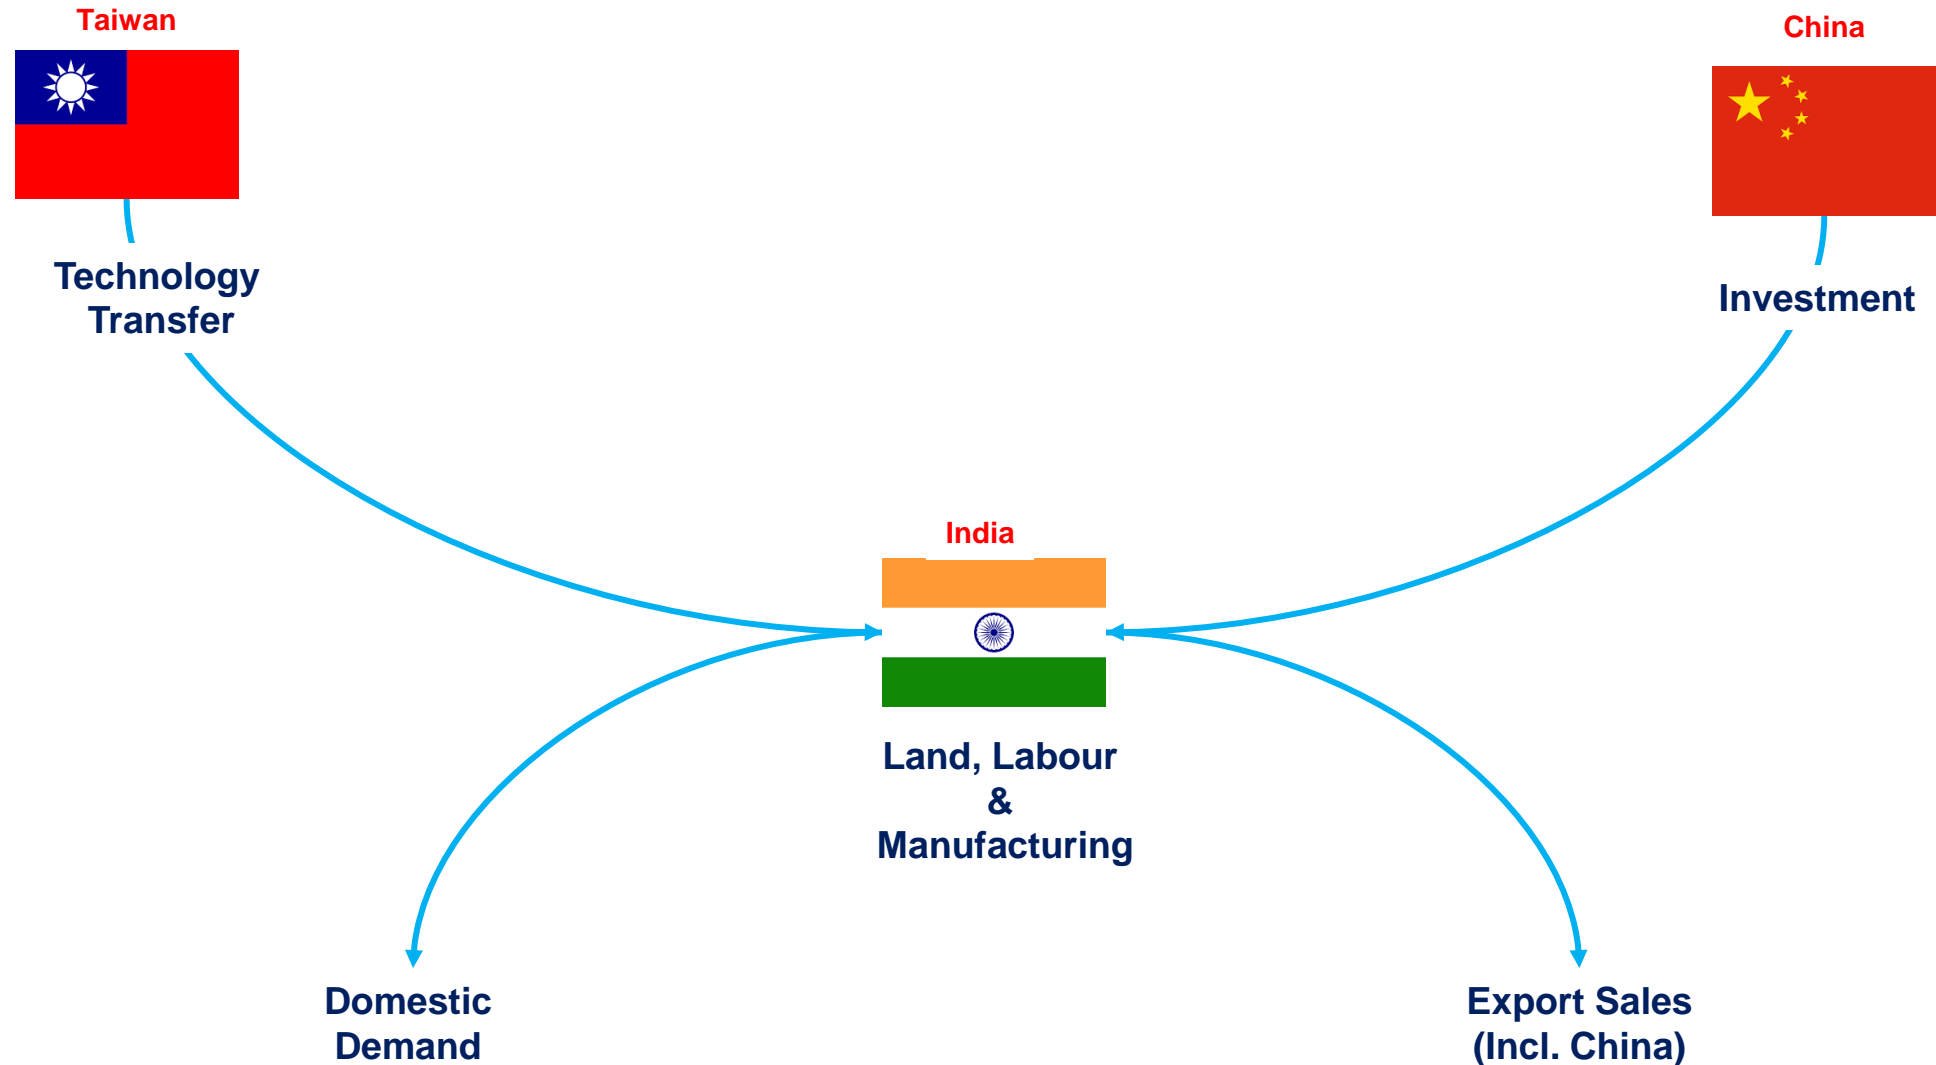 Taiwan
China
Technology
Transfer
Investment
India
Land, Labour
&
Manufacturing
Domestic
Demand
Export Sales
(Incl. China)